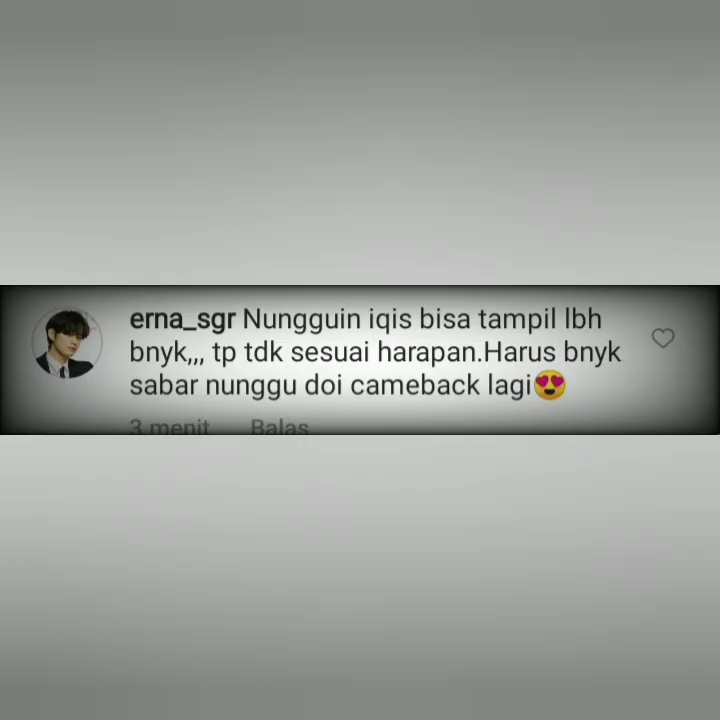 erna_sgr Nungguin iqis bisa tampil lbh
bnyk,,, tp tdk sesuai harapan.Harus bnyk
sabar nunggu doi cameback lagi😍
3 menit Balas